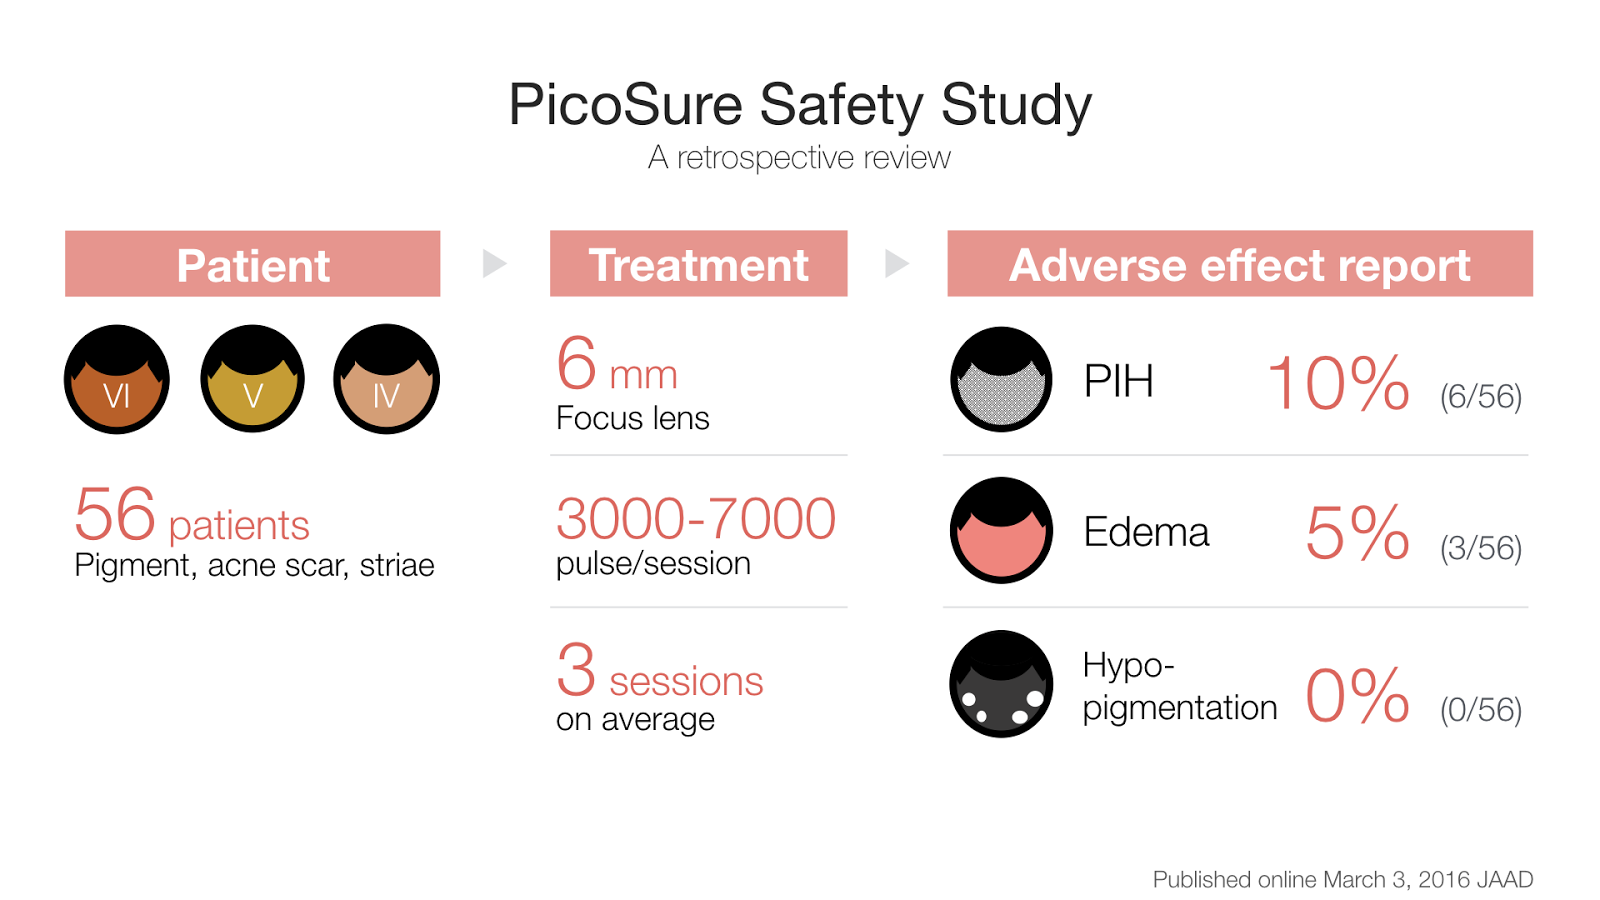 PicoSure Safety Study
A retrospective review
Patient
VI V IV
56 patients
Pigment, acne scar, striae
Treatment
6 mm
Focus lens
3000-7000
pulse/session
3 sessions
on average
Adverse effect report
PIH 10% (6/56)
Edema 5% (3/56)
Hypo-
pigmentation 0% (0/56)
Published online March 3, 2016 JAAD